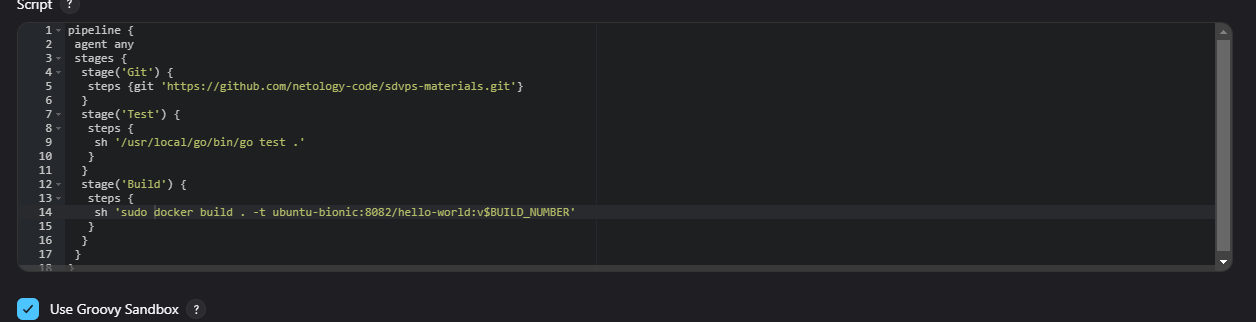 Script ?
1 pipeline {
2 agent any
3 stages {
4 stage('Git') {
5 steps {git 'https://github.com/netology-code/sdvps-materials.git'}
6 }
7 stage('Test') {
8 steps {
9 sh '/usr/local/go/bin/go test .'
10 }
11 }
12 stage('Build') {
13 steps {
14 sh 'sudo docker build . -t ubuntu-bionic:8082/hello-world:v$BUILD_NUMBER'
15 }
16 }
17 }
18 }
Use Groovy Sandbox ?